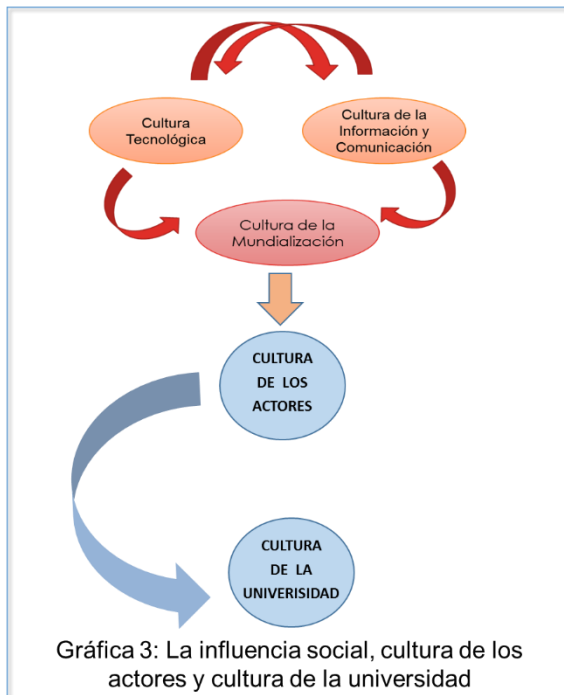 Cultura
Tecnológica
Cultura de la
Información y
Comunicación
Cultura de la
Mundialización
CULTURA
DE LOS
ACTORES
CULTURA
DE LA
UNIVERISIDAD
Gráfica 3: La influencia social, cultura de los
actores y cultura de la universidad